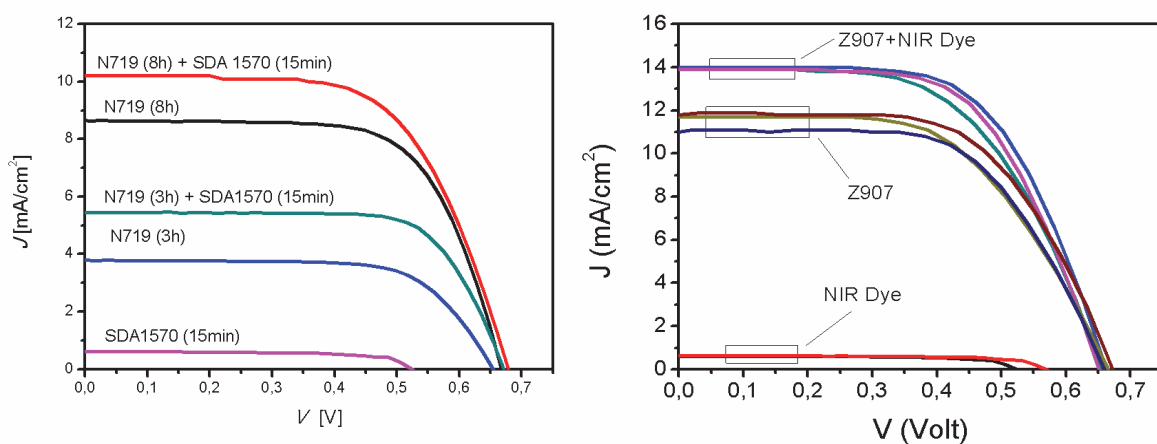 12
10
8
6
4
2
0
J [mA/cm²]
N719 (8h) + SDA 1570 (15min)
N719 (8h)
N719 (3h) + SDA1570 (15min)
N719 (3h)
SDA1570 (15min)
0,0 0,1 0,2 0,3 0,4 0,5 0,6 0,7
V [V]
16
14
12
10
8
6
4
2
0
J (mA/cm²)
Z907+NIR Dye
Z907
NIR Dye
0,0 0,1 0,2 0,3 0,4 0,5 0,6 0,7
V (Volt)